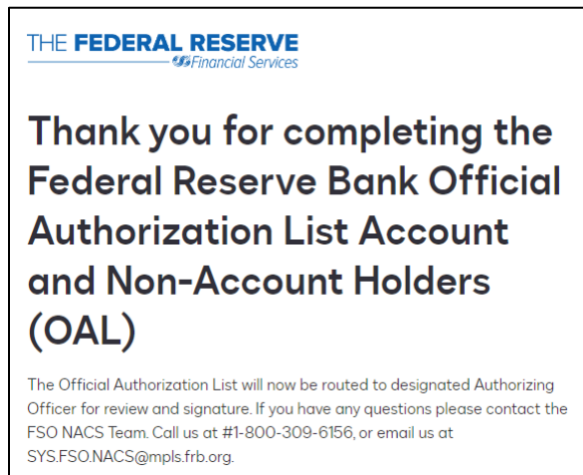 THE FEDERAL RESERVE
Financial Services
Thank you for completing the
Federal Reserve Bank Official
Authorization List Account
and Non-Account Holders
(OAL)
The Official Authorization List will now be routed to designated Authorizing
Officer for review and signature. If you have any questions please contact the
FSO NACS Team. Call us at #1-800-309-6156, or email us at
SYS.FSO.NACS@mpls.frb.org.